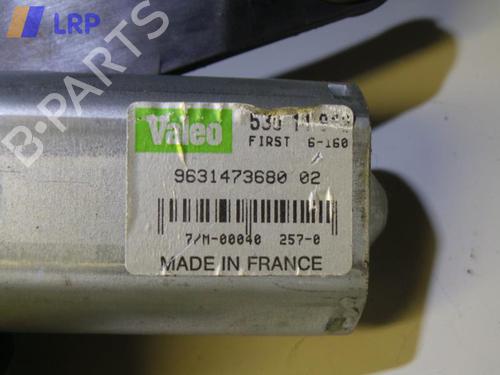 LRP
B-Parts
Valeo
FIRST 6-160
9631473680 02
7/M-00040 257-0
MADE IN FRANCE